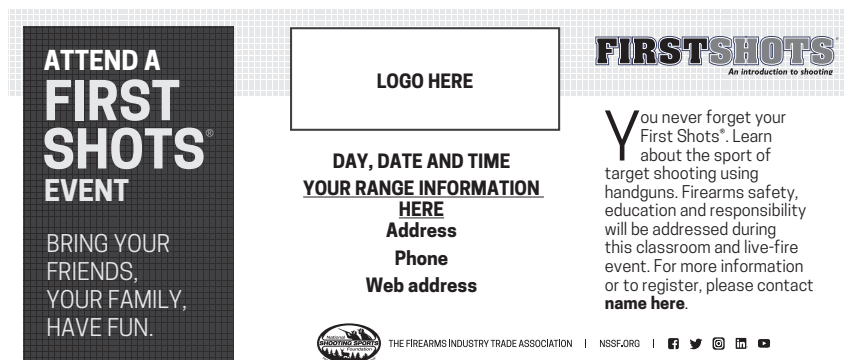 ATTEND A
FIRST
SHOTS®
EVENT
BRING YOUR
FRIENDS,
YOUR FAMILY,
HAVE FUN.
LOGO HERE
DAY, DATE AND TIME
YOUR RANGE INFORMATION
HERE
Address
Phone
Web address
FIRSTSHOTS®
An introduction to shooting
You never forget your
First Shots®. Learn
about the sport of
target shooting using
handguns. Firearms safety,
education and responsibility
will be addressed during
this classroom and live-fire
event. For more information
or to register, please contact
name here.
National
SHOOTING SPORTS
Foundation
THE FIREARMS INDUSTRY TRADE ASSOCIATION | NSSF.ORG |